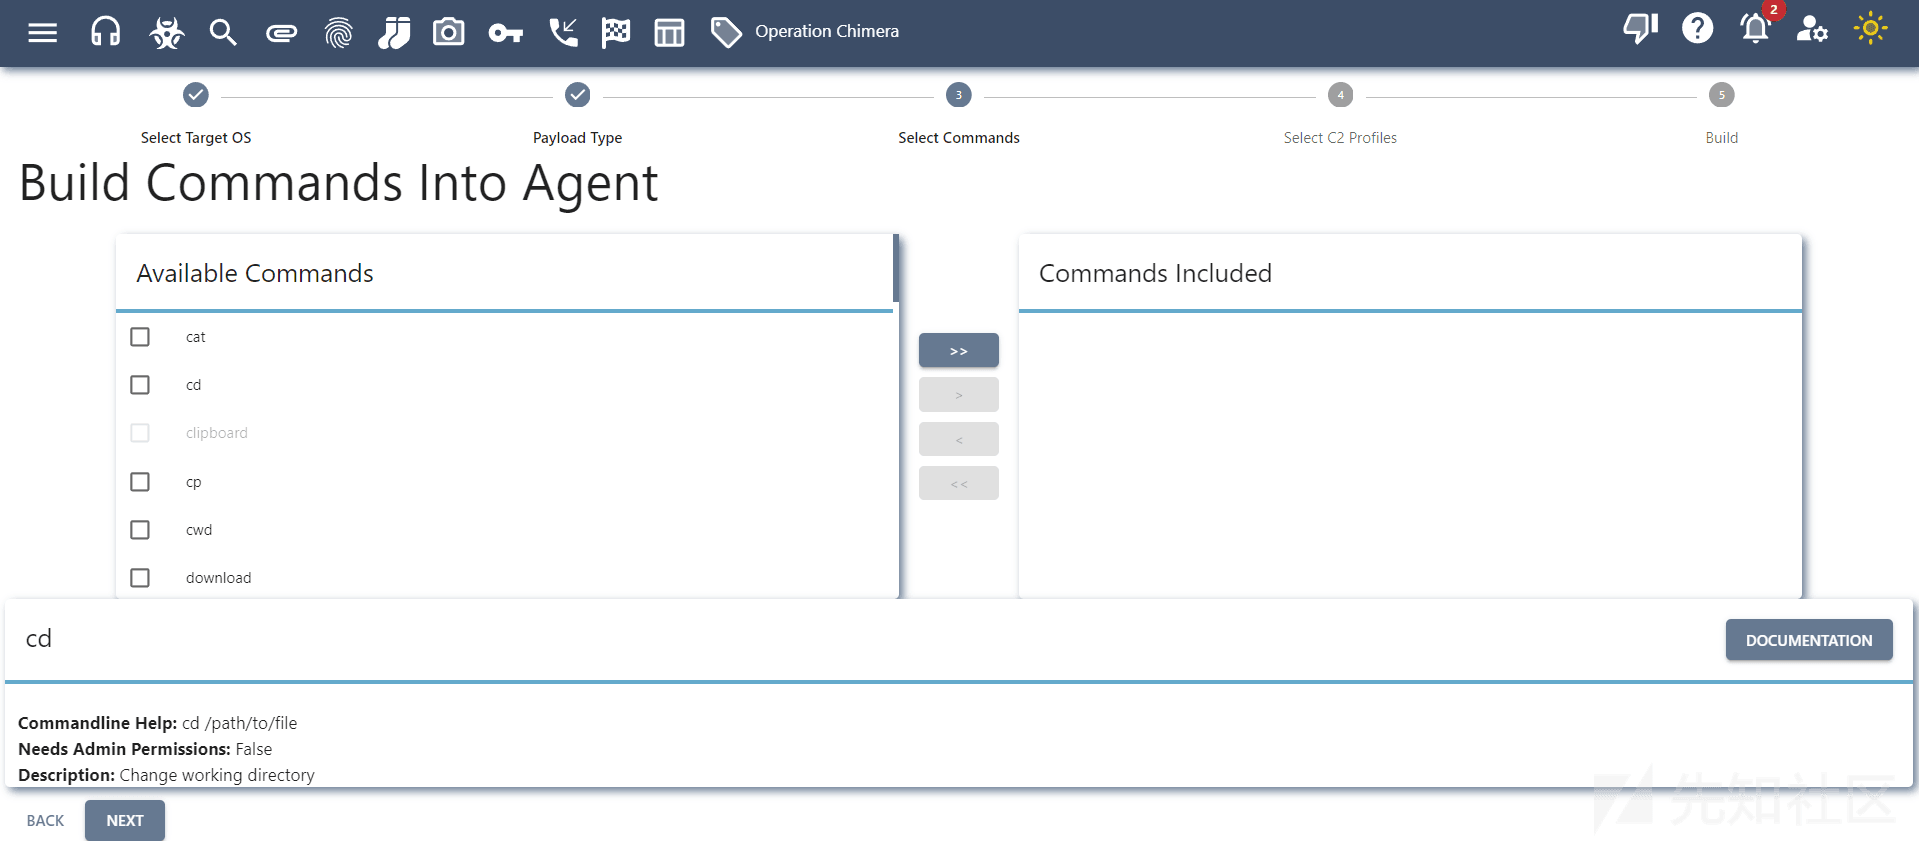 Operation Chimera
2
3
4
5
Select Target OS
Payload Type
Select Commands
Select C2 Profiles
Build
Build Commands Into Agent
Available Commands
cat
cd
clipboard
cp
cwd
download
>>
>
<
<<
Commands Included
cd
DOCUMENTATION
Commandline Help: cd /path/to/file
Needs Admin Permissions: False
Description: Change working directory
BACK
NEXT
先知社区